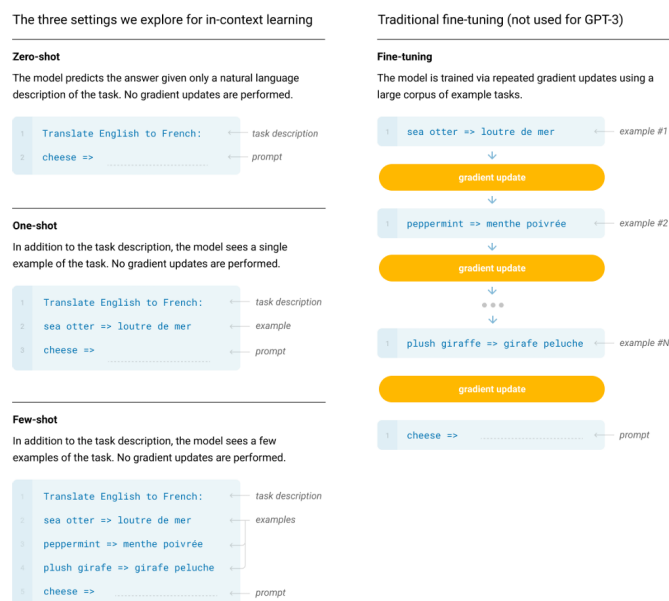 The three settings we explore for in-context learning
Zero-shot
The model predicts the answer given only a natural language
description of the task. No gradient updates are performed.
1 Translate English to French: task description
2 cheese => prompt
One-shot
In addition to the task description, the model sees a single
example of the task. No gradient updates are performed.
1 Translate English to French: task description
2 sea otter => loutre de mer example
3 cheese => prompt
Few-shot
In addition to the task description, the model sees a few
examples of the task. No gradient updates are performed.
1 Translate English to French: task description
2 sea otter => loutre de mer examples
3 peppermint => menthe poivrée
4 plush girafe => girafe peluche
5 cheese => prompt
Traditional fine-tuning (not used for GPT-3)
Fine-tuning
The model is trained via repeated gradient updates using a
large corpus of example tasks.
1 sea otter => loutre de mer example #1
gradient update
1 peppermint => menthe poivrée example #2
gradient update
1 plush giraffe => girafe peluche example #N
gradient update
1 cheese => prompt